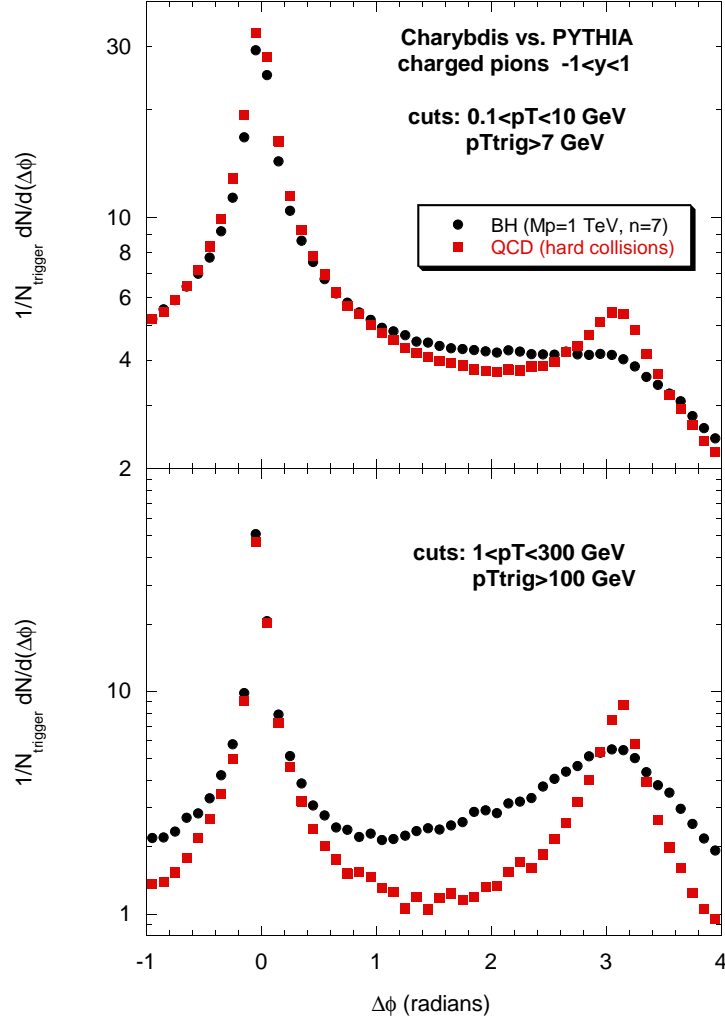 Charybdis vs. PYTHIA
charged pions -1<y<1
cuts: 0.1<pT<10 GeV
pTtrig>7 GeV
BH (Mp=1 TeV, n=7)
QCD (hard collisions)
1/N_trigger dN/d(Δϕ)
30
10
8
6
4
2
cuts: 1<pT<300 GeV
pTtrig>100 GeV
1/N_trigger dN/d(Δϕ)
10
1
-1 0 1 2 3 4
Δϕ (radians)